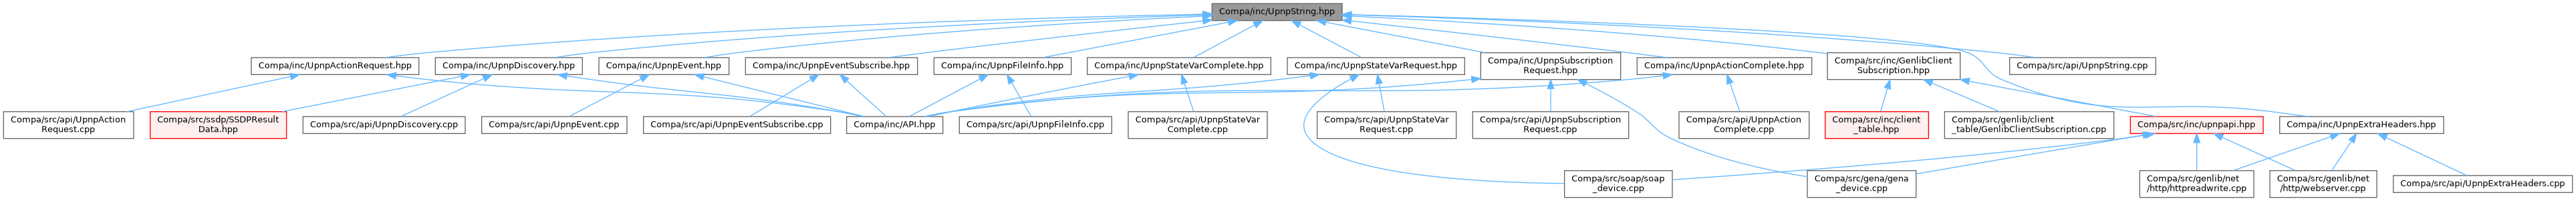 Compa/inc/UpnpString.hpp
Compa/inc/UpnpActionRequest.hpp
Compa/inc/UpnpDiscovery.hpp
Compa/inc/UpnpEvent.hpp
Compa/inc/UpnpEventSubscribe.hpp
Compa/inc/UpnpFileInfo.hpp
Compa/inc/UpnpStateVarComplete.hpp
Compa/inc/UpnpStateVarRequest.hpp
Compa/inc/UpnpSubscription
Request.hpp
Compa/inc/UpnpActionComplete.hpp
Compa/src/inc/GenlibClient
Subscription.hpp
Compa/src/api/UpnpString.cpp
Compa/src/api/UpnpAction
Request.cpp
Compa/src/ssdp/SSDPResult
Data.hpp
Compa/src/api/UpnpDiscovery.cpp
Compa/src/api/UpnpEvent.cpp
Compa/src/api/UpnpEventSubscribe.cpp
Compa/inc/API.hpp
Compa/src/api/UpnpFileInfo.cpp
Compa/src/api/UpnpStateVar
Complete.cpp
Compa/src/api/UpnpStateVar
Request.cpp
Compa/src/api/UpnpSubscription
Request.cpp
Compa/src/api/UpnpAction
Complete.cpp
Compa/src/inc/client
_table.hpp
Compa/src/genlib/client
_table/GenlibClientSubscription.cpp
Compa/src/inc/upnpapi.hpp
Compa/inc/UpnpExtraHeaders.hpp
Compa/src/soap/soap
_device.cpp
Compa/src/gena/gena
_device.cpp
Compa/src/genlib/net
/http/httpreadwrite.cpp
Compa/src/genlib/net
/http/webserver.cpp
Compa/src/api/UpnpExtraHeaders.cpp